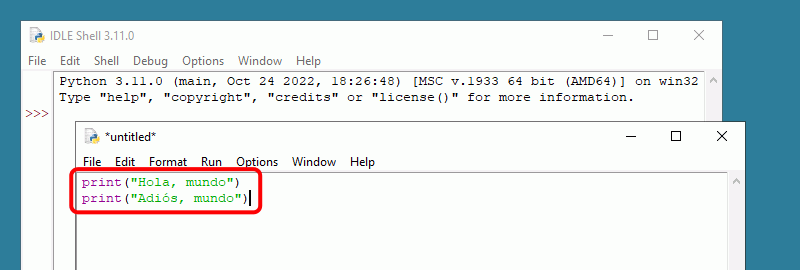 IDLE Shell 3.11.0
File Edit Shell Debug Options Window Help
Python 3.11.0 (main, Oct 24 2022, 18:26:48) [MSC v.1933 64 bit (AMD64)] on win32
Type "help", "copyright", "credits" or "license()" for more information.
>>>
*untitled*
File Edit Format Run Options Window Help
print("Hola, mundo")
print("Adiós, mundo")